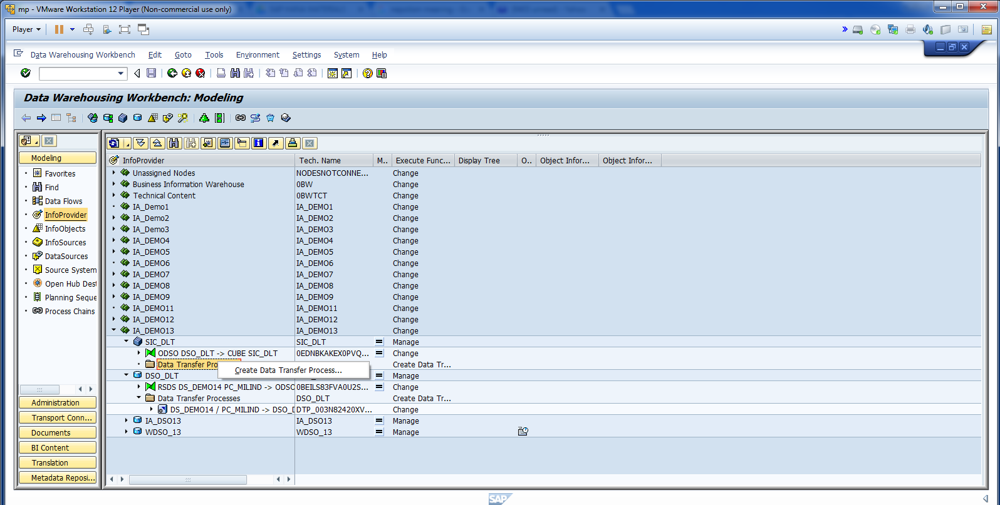 mp - VMware Workstation 12 Player (Non-commercial use only)
Player
Data Warehousing Workbench Edit Goto Tools Environment Settings System Help
Data Warehousing Workbench: Modeling
Modeling
Favorites
Find
Data Flows
InfoProvider
InfoObjects
InfoSources
DataSources
Source System
Open Hub Dest
Planning Seque
Process Chains
Administration
Transport Conn...
Documents
BI Content
Translation
Metadata Reposi...
InfoProvider Tech. Name M.. Execute Func... Display Tree O.. Object Infor... Object Infor...
Unassigned Nodes NODESNOTCONNE... Change
Business Information Warehouse 0BW Change
Technical Content 0BWTCT Change
IA_Demo1 IA_DEMO1 Change
IA_Demo2 IA_DEMO2 Change
IA_Demo3 IA_DEMO3 Change
IA_DEMO4 IA_DEMO4 Change
IA_DEMO5 IA_DEMO5 Change
IA_DEMO6 IA_DEMO6 Change
IA_DEMO7 IA_DEMO7 Change
IA_DEMO8 IA_DEMO8 Change
IA_DEMO9 IA_DEMO9 Change
IA_DEMO11 IA_DEMO11 Change
IA_DEMO12 IA_DEMO12 Change
IA_DEMO13 IA_DEMO13 Change
SIC_DLT SIC_DLT Manage
ODSO DSO_DLT -> CUBE SIC_DLT 0EDNBKAKEX0PVQ... Change
Data Transfer Pro Create Data Tr...
Create Data Transfer Process...
DSO_DLT Manage
RSDS DS_DEMO14 PC_MILIND -> ODSO 0BEILS83FVA0U2S... Change
Data Transfer Processes DSO_DLT Create Data Tr...
DS_DEMO14 / PC_MILIND -> DSO_D DTP_003N82420XV... Change
IA_DSO13 IA_DSO13 Manage
WDSO_13 WDSO_13 Manage
SAP